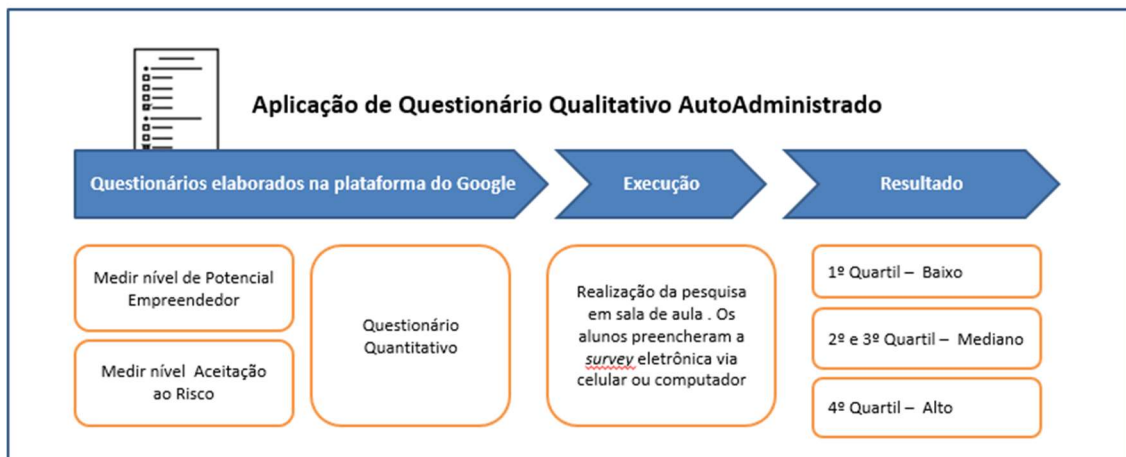 Aplicação de Questionário Qualitativo AutoAdministrado
Questionários elaborados na plataforma do Google
Execução
Resultado
Medir nível de Potencial
Empreendedor
Medir nível Aceitação
ao Risco
Questionário
Quantitativo
Realização da pesquisa
em sala de aula . Os
alunos preencheram a
survey eletrônica via
celular ou computador
1º Quartil – Baixo
2º e 3º Quartil – Mediano
4º Quartil – Alto